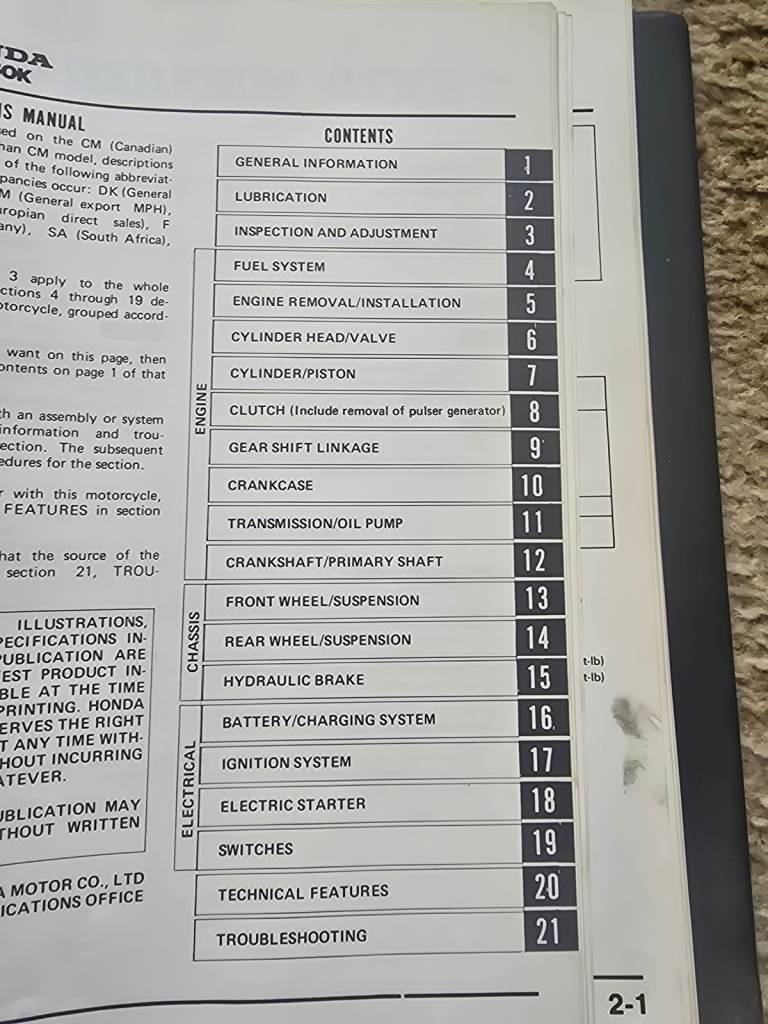 CONTENTS
GENERAL INFORMATION 1
LUBRICATION 2
INSPECTION AND ADJUSTMENT 3
ENGINE
FUEL SYSTEM 4
ENGINE REMOVAL/INSTALLATION 5
CYLINDER HEAD/VALVE 6
CYLINDER/PISTON 7
CLUTCH (Include removal of pulser generator) 8
GEAR SHIFT LINKAGE 9
CRANKCASE 10
TRANSMISSION/OIL PUMP 11
CRANKSHAFT/PRIMARY SHAFT 12
CHASSIS
FRONT WHEEL/SUSPENSION 13
REAR WHEEL/SUSPENSION 14
HYDRAULIC BRAKE 15
ELECTRICAL
BATTERY/CHARGING SYSTEM 16
IGNITION SYSTEM 17
ELECTRIC STARTER 18
SWITCHES 19
TECHNICAL FEATURES 20
TROUBLESHOOTING 21
NDA
OK
IS MANUAL
sed on the CM (Canadian)
han CM model, descriptions
of the following abbreviat-
pancies occur: DK (General
M (General export MPH),
uropian direct sales), F
any), SA (South Africa),
3 apply to the whole
ctions 4 through 19 de-
otorcycle, grouped accord-
want on this page, then
ontents on page 1 of that
th an assembly or system
information and trou-
ection. The subsequent
edures for the section.
r with this motorcycle,
FEATURES in section
hat the source of the
section 21, TROU-
ILLUSTRATIONS,
PECIFICATIONS IN-
PUBLICATION ARE
EST PRODUCT IN-
BLE AT THE TIME
PRINTING. HONDA
ERVES THE RIGHT
T ANY TIME WITH-
HOUT INCURRING
ATEVER.
UBLICATION MAY
THOUT WRITTEN
A MOTOR CO., LTD
ICATIONS OFFICE
t-lb)
t-lb)
2-1